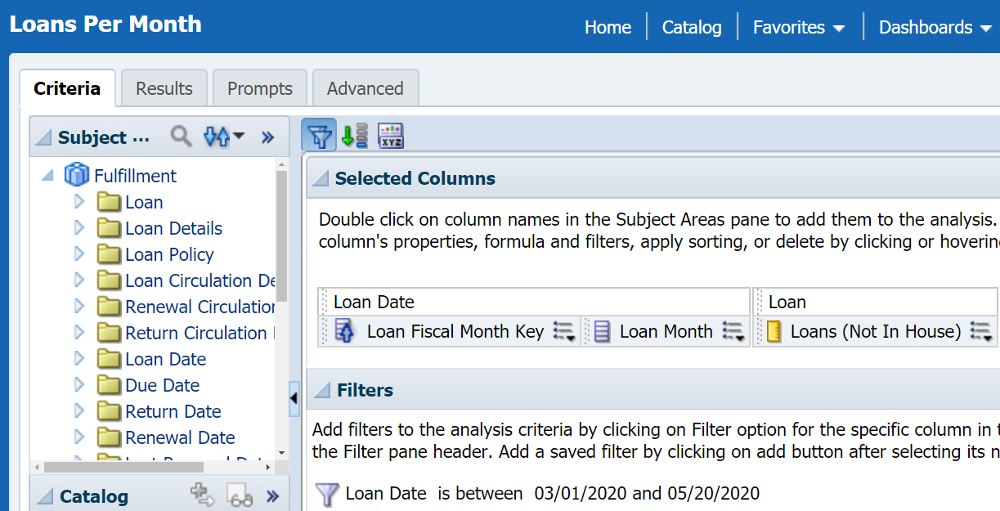 Loans Per Month
Home Catalog Favorites Dashboards
Criteria Results Prompts Advanced
Subject ...
Fulfillment
Loan
Loan Details
Loan Policy
Loan Circulation De
Renewal Circulation
Return Circulation
Loan Date
Due Date
Return Date
Renewal Date
Catalog
XYZ
Selected Columns
Double click on column names in the Subject Areas pane to add them to the analysis.
column's properties, formula and filters, apply sorting, or delete by clicking or hovering
Loan Date Loan
Loan Fiscal Month Key Loan Month Loans (Not In House)
Filters
Add filters to the analysis criteria by clicking on Filter option for the specific column in t
the Filter pane header. Add a saved filter by clicking on add button after selecting its n
Loan Date is between 03/01/2020 and 05/20/2020